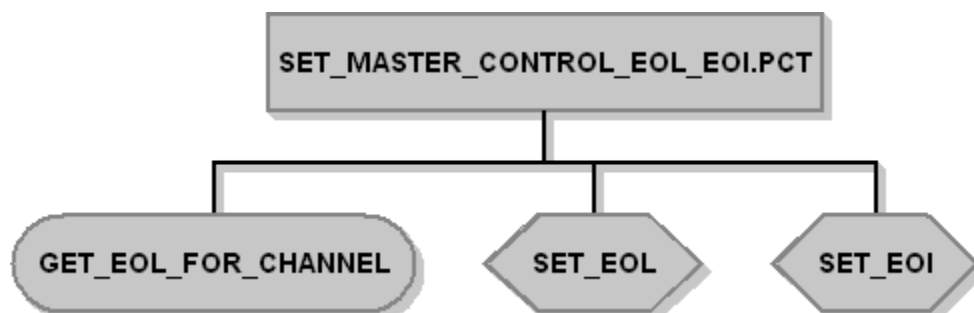 SET_MASTER_CONTROL_EOL_EOI.PCT
GET_EOL_FOR_CHANNEL
SET_EOL
SET_EOI